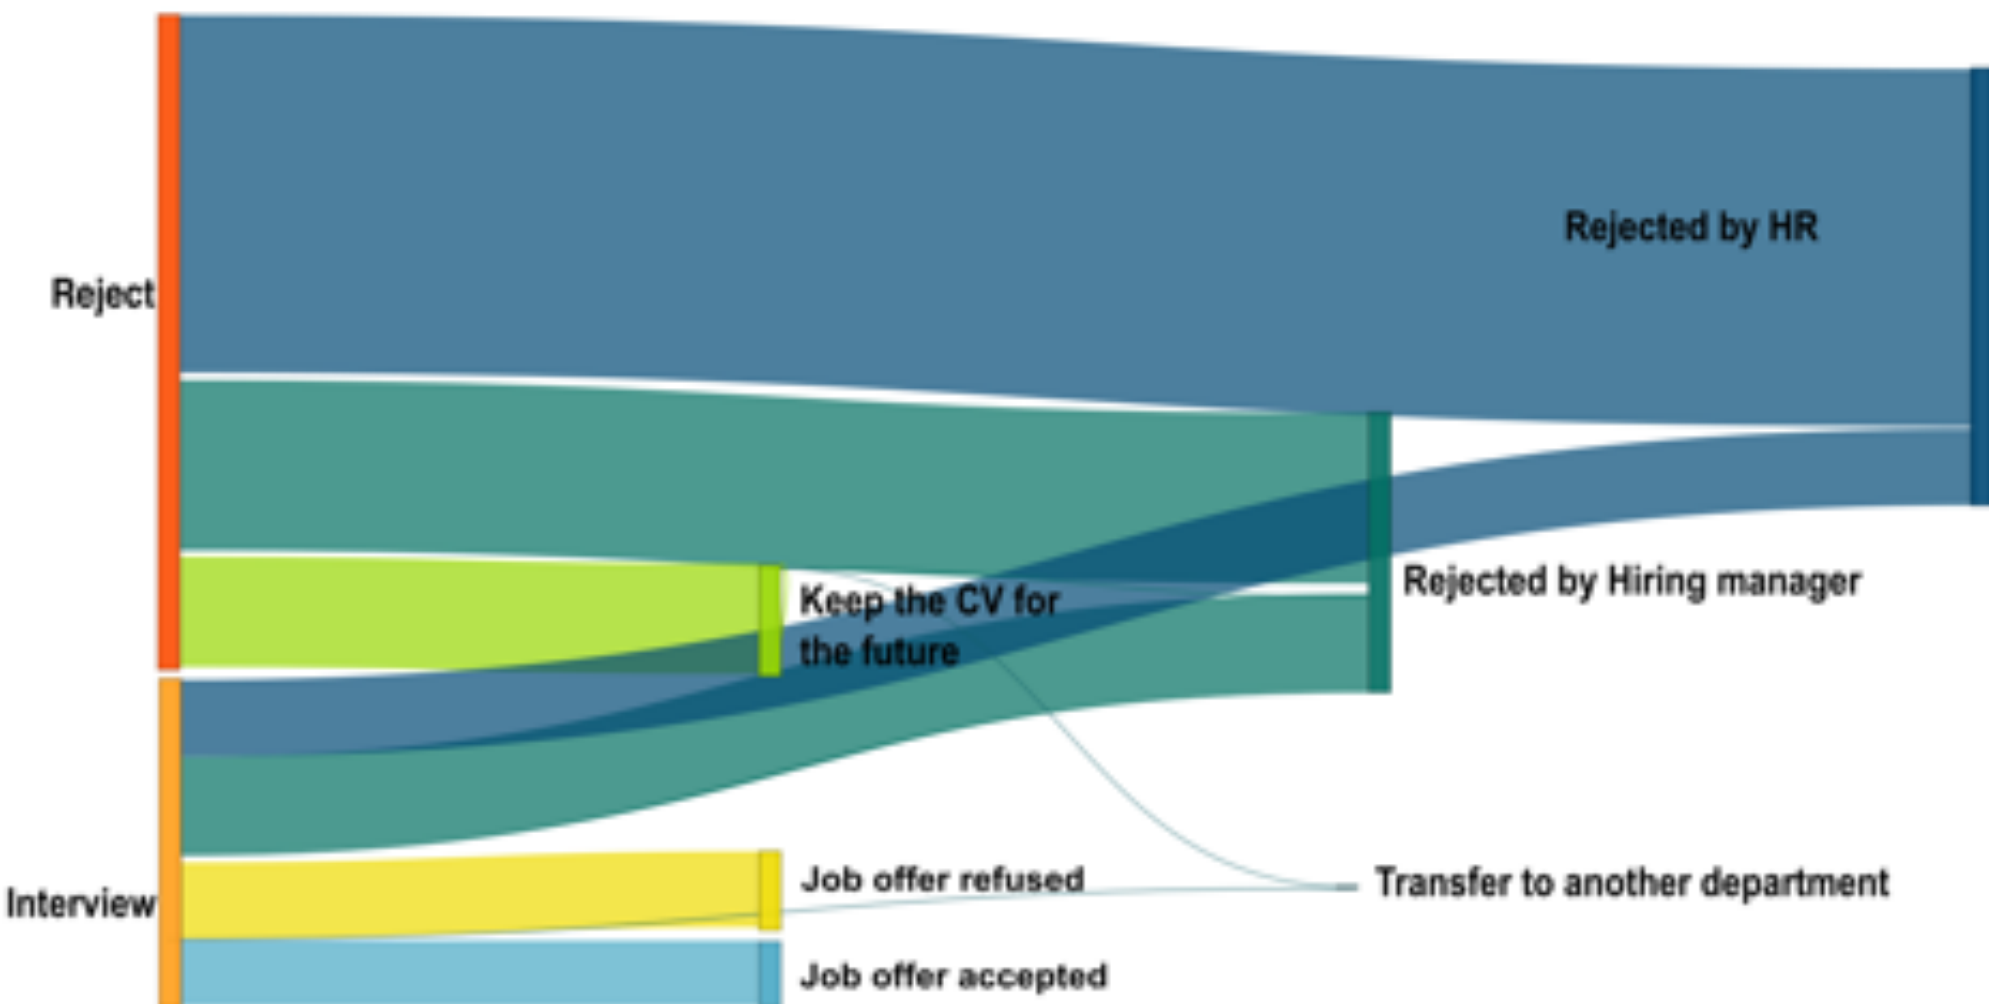 Rejected by HR
Reject
Rejected by Hiring manager
Keep the CV for
the future
Job offer refused
Transfer to another department
Interview
Job offer accepted